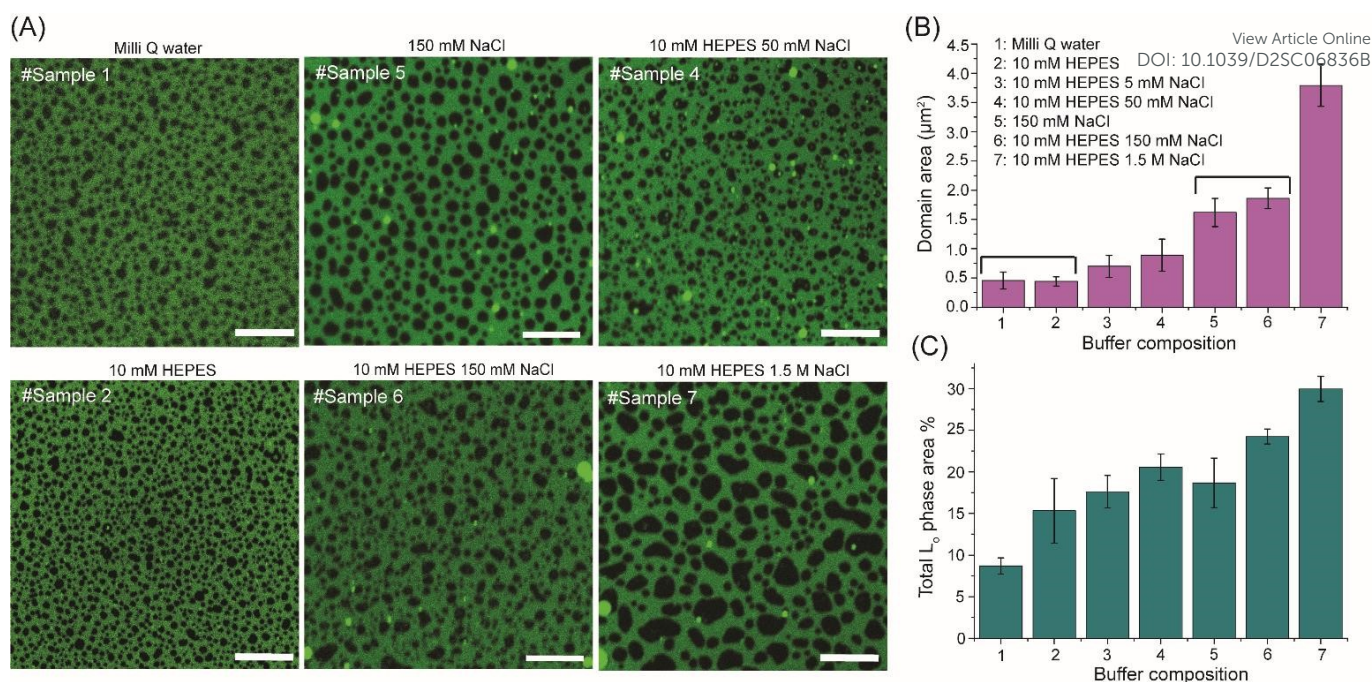 (A)
Milli Q water
#Sample 1
150 mM NaCl
#Sample 5
10 mM HEPES 50 mM NaCl
#Sample 4
10 mM HEPES
#Sample 2
10 mM HEPES 150 mM NaCl
#Sample 6
10 mM HEPES 1.5 M NaCl
#Sample 7
(B)
View Article Online
DOI: 10.1039/D2SC06836B
1: Milli Q water
2: 10 mM HEPES
3: 10 mM HEPES 5 mM NaCl
4: 10 mM HEPES 50 mM NaCl
5: 150 mM NaCl
6: 10 mM HEPES 150 mM NaCl
7: 10 mM HEPES 1.5 M NaCl
Domain area (µm²)
4.5
4.0
3.5
3.0
2.5
2.0
1.5
1.0
0.5
0.0
1 2 3 4 5 6 7
Buffer composition
(C)
Total Lₒ phase area %
30
25
20
15
10
5
0
1 2 3 4 5 6 7
Buffer composition